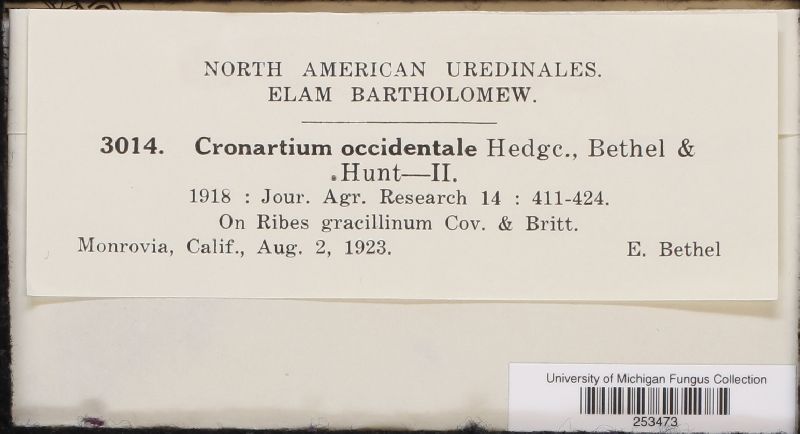 NORTH AMERICAN UREDINALES.
ELAM BARTHOLOMEW.
3014. Cronartium occidentale Hedgc., Bethel &
Hunt—II.
1918 : Jour. Agr. Research 14 : 411-424.
On Ribes gracillinum Cov. & Britt.
Monrovia, Calif., Aug. 2, 1923. E. Bethel
University of Michigan Fungus Collection
253473